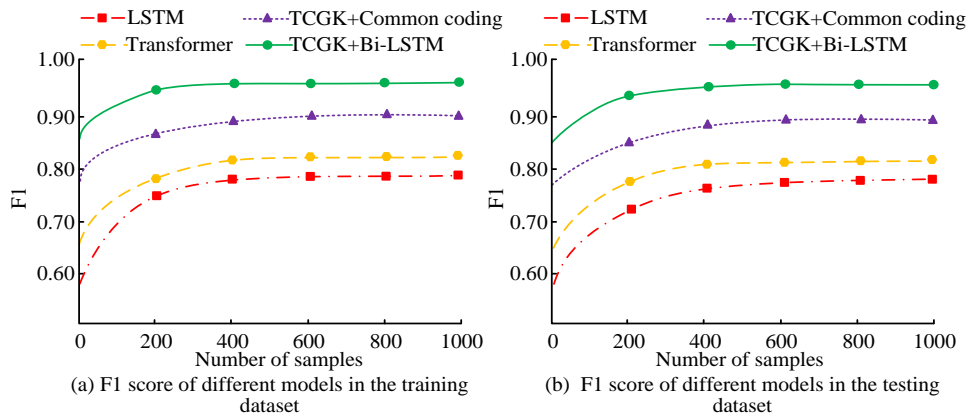 LSTM
TCGK+Common coding
Transformer
TCGK+Bi-LSTM
1.00
0.90
0.80
0.70
0.60
F1
0
200
400
600
800
1000
Number of samples
(a) F1 score of different models in the training
dataset
LSTM
TCGK+Common coding
Transformer
TCGK+Bi-LSTM
1.00
0.90
0.80
0.70
0.60
F1
0
200
400
600
800
1000
Number of samples
(b) F1 score of different models in the testing
dataset